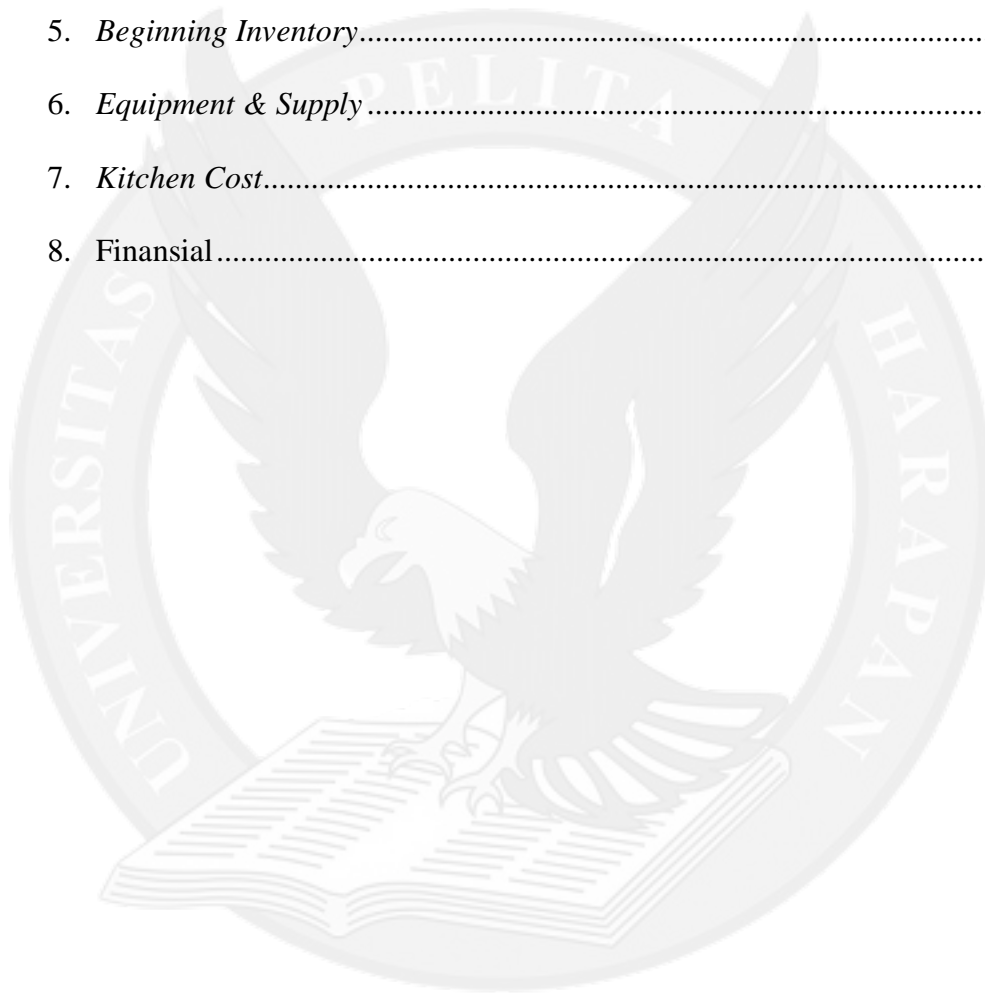 5. Beginning Inventory....................................................................................
6. Equipment & Supply ...................................................................................
7. Kitchen Cost..................................................................................................
8. Finansial.........................................................................................................
UNIVERSITAS PELITA HARAPAN